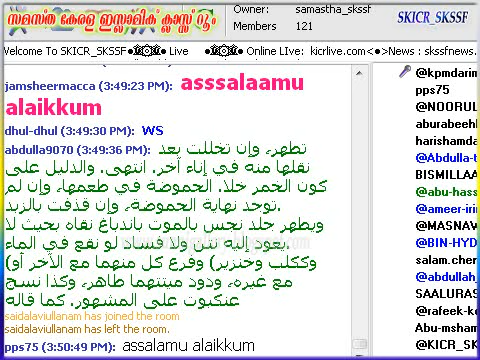 സമസ്ത കേരള ഇസ്ലാമിക് ക്ലാസ്സ് റൂം
Owner: samastha_skssf
Members 121
SKICR_SKSSF
Welcome To SKICR_SKSSF Live Online LIve: kicrlive.com<●>News : skssfnews.
jamsheermacca (3:49:23 PM): asssalaamu
alaikkum
dhul-dhul (3:49:30 PM): WS
abdulla9070 (3:49:36 PM): تطهر، وإن تخللت بعد
نقلها منه في إناء آخر. انتهى. والدليل على
كون الخمر خلا. الحموضة في طعمها، وإن لم
توجد نهاية الحموضة، وإن قذفت بالزبد.
ويطهر جلد نجس بالموت باندباغ نقاه بحيث لا
يعود إليه نتن ولا فساد لو نقع في الماء.
(وككلب وخنزير) وفرع كل منهما مع الآخر أو
مع غيره، ودود ميتتهما طاهر، وكذا نسج
عنكبوت على المشهور. كما قاله
saidalaviullanam has joined the room
saidalaviullanam has left the room.
pps75 (3:50:49 PM): assalamu alaikkum
@kpmdarim
pps75
@NOORUL
aburabeeh
harishamda
@Abdulla-t
BISMILLAA
@abu-hass
@ameer-iri
@MASNAV
@BIN-HYD
salam.cher
@abdullah_
SAALURAS
@rafeek-k
Abu-msham
@KICR_SK